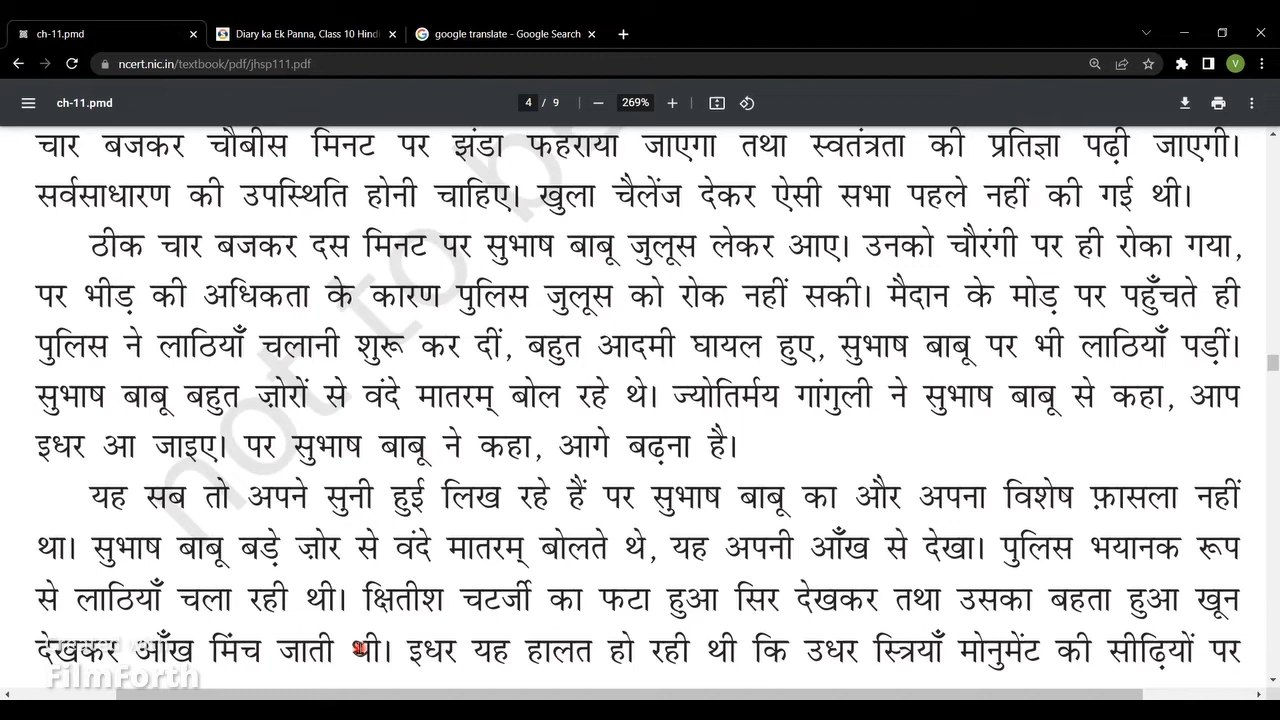 ch-11.pmd
Diary ka Ek Panna, Class 10 Hindi
google translate - Google Search
ncert.nic.in/textbook/pdf/jhsp111.pdf
V
ch-11.pmd
4 / 9
269%
चार बजकर चौबीस मिनट पर झंडा फहराया जाएगा तथा स्वतंत्रता की प्रतिज्ञा पढ़ी जाएगी।
सर्वसाधारण की उपस्थिति होनी चाहिए। खुला चैलेंज देकर ऐसी सभा पहले नहीं की गई थी।
ठीक चार बजकर दस मिनट पर सुभाष बाबू जुलूस लेकर आए। उनको चौरंगी पर ही रोका गया,
पर भीड़ की अधिकता के कारण पुलिस जुलूस को रोक नहीं सकी। मैदान के मोड़ पर पहुँचते ही
पुलिस ने लाठियाँ चलानी शुरू कर दीं, बहुत आदमी घायल हुए, सुभाष बाबू पर भी लाठियाँ पड़ीं।
सुभाष बाबू बहुत ज़ोरों से वंदे मातरम् बोल रहे थे। ज्योतिर्मय गांगुली ने सुभाष बाबू से कहा, आप
इधर आ जाइए। पर सुभाष बाबू ने कहा, आगे बढ़ना है।
यह सब तो अपने सुनी हुई लिख रहे हैं पर सुभाष बाबू का और अपना विशेष फ़ासला नहीं
था। सुभाष बाबू बड़े ज़ोर से वंदे मातरम् बोलते थे, यह अपनी आँख से देखा। पुलिस भयानक रूप
से लाठियाँ चला रही थी। क्षितीश चटर्जी का फटा हुआ सिर देखकर तथा उसका बहता हुआ खून
देखकर आँख मिंच जाती थी। इधर यह हालत हो रही थी कि उधर स्त्रियाँ मोनुमेंट की सीढ़ियों पर
not to be
Created with
FilmForth